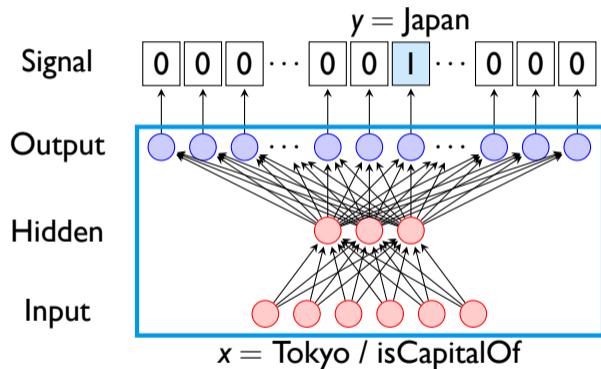 y = Japan
Signal 0 0 0 ··· 0 0 1 ··· 0 0 0
Output ··· ···
Hidden
Input
x = Tokyo / isCapitalOf